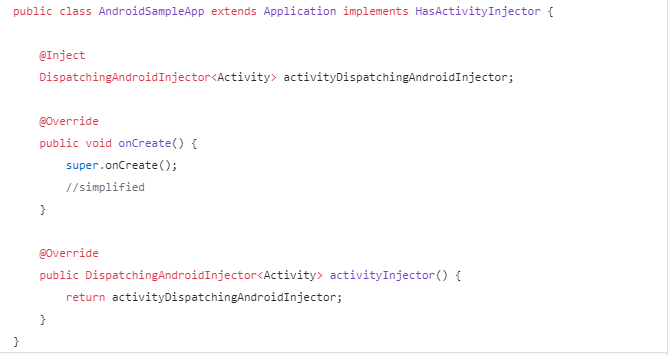 public class AndroidSampleApp extends Application implements HasActivityInjector {
@Inject
DispatchingAndroidInjector<Activity> activityDispatchingAndroidInjector;
@Override
public void onCreate() {
super.onCreate();
//simplified
}
@Override
public DispatchingAndroidInjector<Activity> activityInjector() {
return activityDispatchingAndroidInjector;
}
}